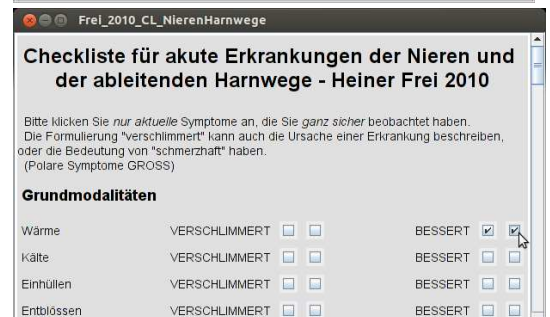 Frei_2010_CL_NierenHarnwege
Checkliste für akute Erkrankungen der Nieren und
der ableitenden Harnwege - Heiner Frei 2010
Bitte klicken Sie nur aktuelle Symptome an, die Sie ganz sicher beobachtet haben.
Die Formulierung "verschlimmert" kann auch die Ursache einer Erkrankung beschreiben,
oder die Bedeutung von "schmerzhaft" haben.
(Polare Symptome GROSS)
Grundmodalitäten
Wärme VERSCHLIMMERT BESSERT
Kälte VERSCHLIMMERT BESSERT
Einhüllen VERSCHLIMMERT BESSERT
Entblössen VERSCHLIMMERT BESSERT